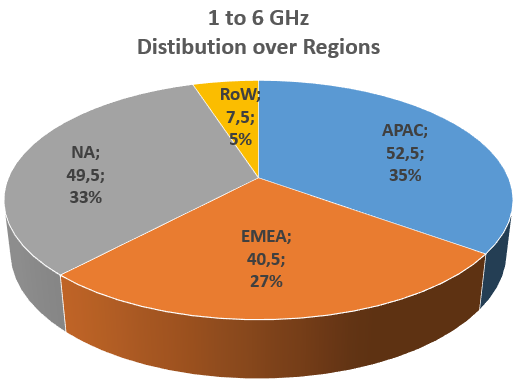 1 to 6 GHz
Distibution over Regions
RoW;
7,5;
5%
APAC;
52,5;
35%
NA;
49,5;
33%
EMEA;
40,5;
27%